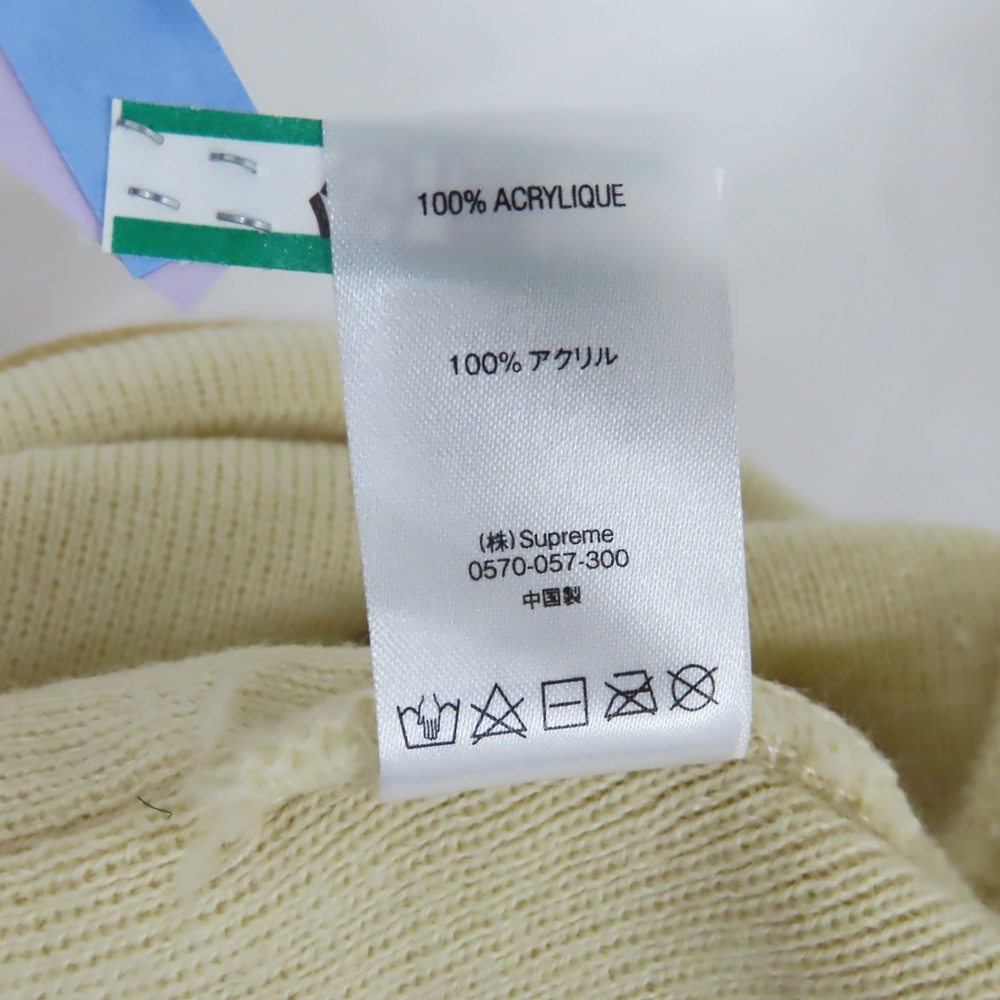 100% ACRYLIQUE
100% アクリル
(株)Supreme
0570-057-300
中国製